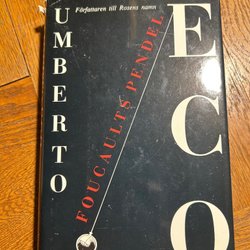 UMBERTO
Författaren till Rosens namn
ECO
FOUCAULTS PENDEL